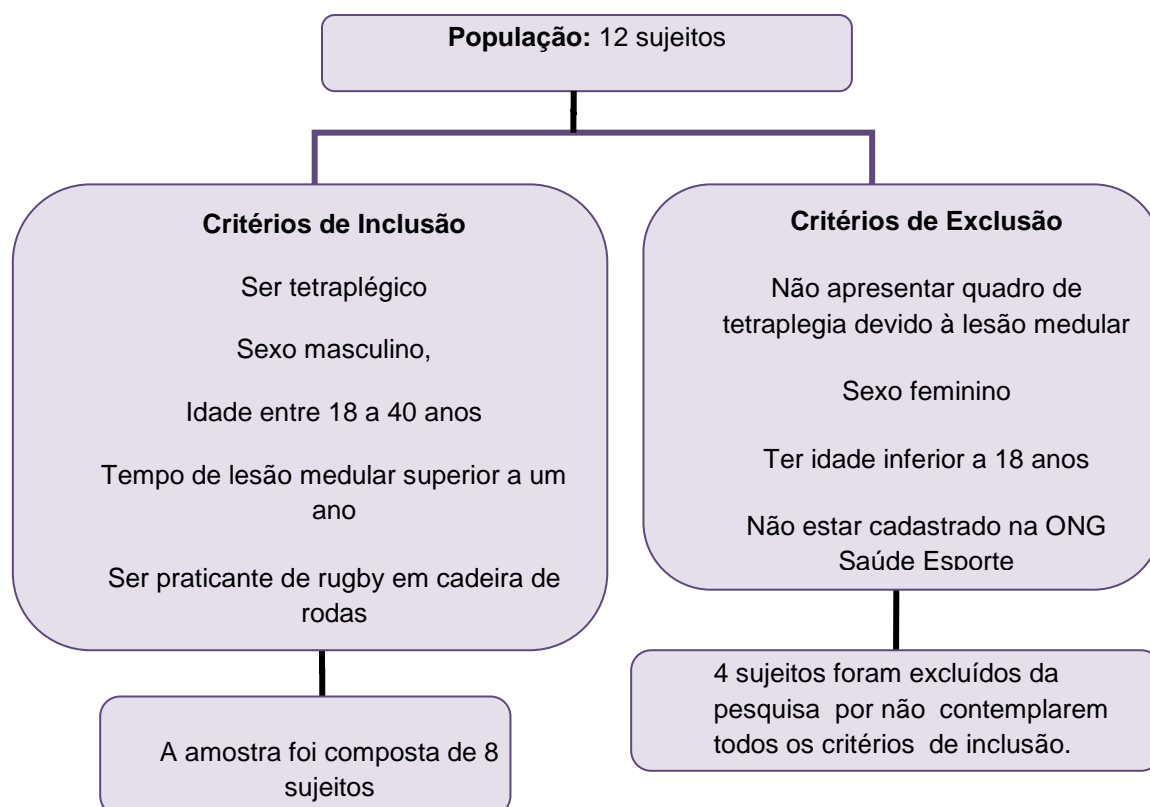 População: 12 sujeitos
Critérios de Inclusão
Ser tetraplégico
Sexo masculino,
Idade entre 18 a 40 anos
Tempo de lesão medular superior a um
ano
Ser praticante de rugby em cadeira de
rodas
A amostra foi composta de 8
sujeitos
Critérios de Exclusão
Não apresentar quadro de
tetraplegia devido à lesão medular
Sexo feminino
Ter idade inferior a 18 anos
Não estar cadastrado na ONG
Saúde Esporte
4 sujeitos foram excluídos da
pesquisa por não contemplarem
todos os critérios de inclusão.